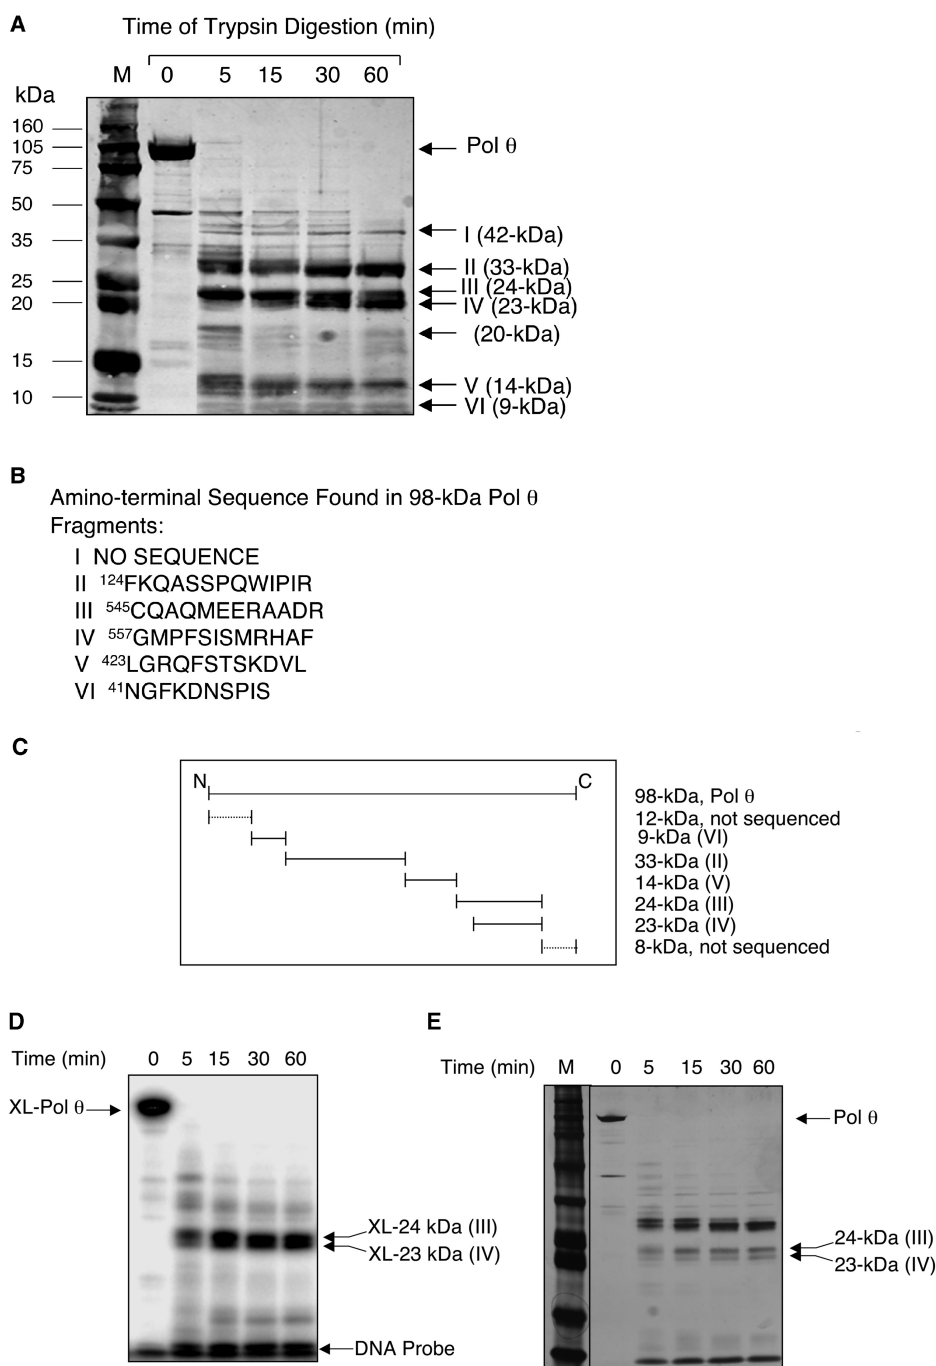 A
Time of Trypsin Digestion (min)
M 0 5 15 30 60
kDa
160
105
75
50
35
25
20
15
10
Pol θ
I (42-kDa)
II (33-kDa)
III (24-kDa)
IV (23-kDa)
(20-kDa)
V (14-kDa)
VI (9-kDa)
B
Amino-terminal Sequence Found in 98-kDa Pol θ
Fragments:
I NO SEQUENCE
II ¹²⁴FKQASSPQWIPIR
III ⁵⁴⁵CQAQMEERAADR
IV ⁵⁵⁷GMPFSISMRHAF
V ⁴²³LGRQFSTSKDVL
VI ⁴¹NGFKDNSPIS
C
N C
98-kDa, Pol θ
12-kDa, not sequenced
9-kDa (VI)
33-kDa (II)
14-kDa (V)
24-kDa (III)
23-kDa (IV)
8-kDa, not sequenced
D
Time (min) 0 5 15 30 60
XL-Pol θ
XL-24 kDa (III)
XL-23 kDa (IV)
DNA Probe
E
Time (min) M 0 5 15 30 60
Pol θ
24-kDa (III)
23-kDa (IV)